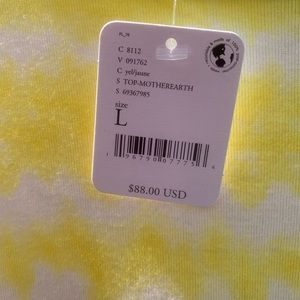 C 8112
V 091762
C yel/jaune
S TOP-MOTHEREARTH
S 69367985
size
L
$88.00 USD